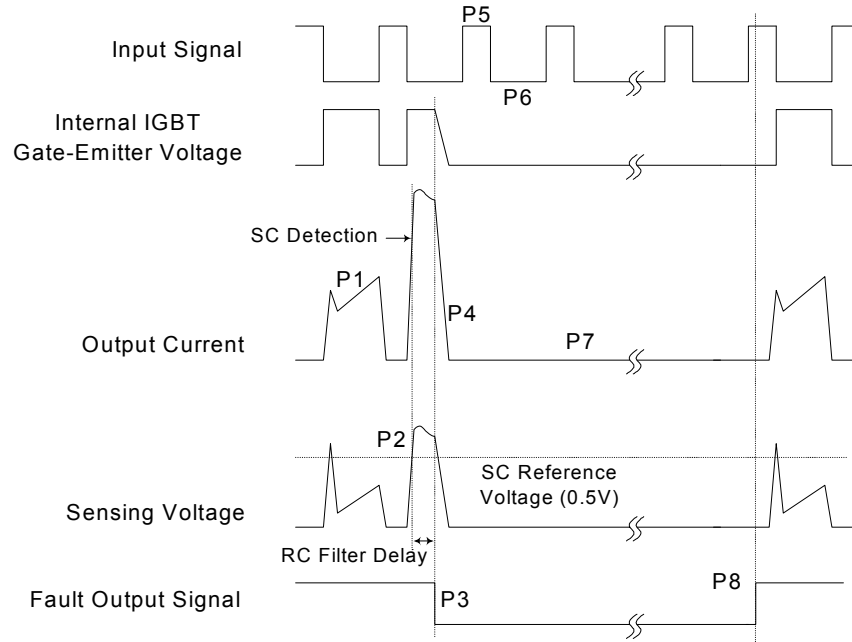 P5
Input Signal
P6
Internal IGBT
Gate-Emitter Voltage
SC Detection
P1
P4
Output Current
P7
P2
SC Reference
Voltage (0.5V)
Sensing Voltage
RC Filter Delay
P3
P8
Fault Output Signal